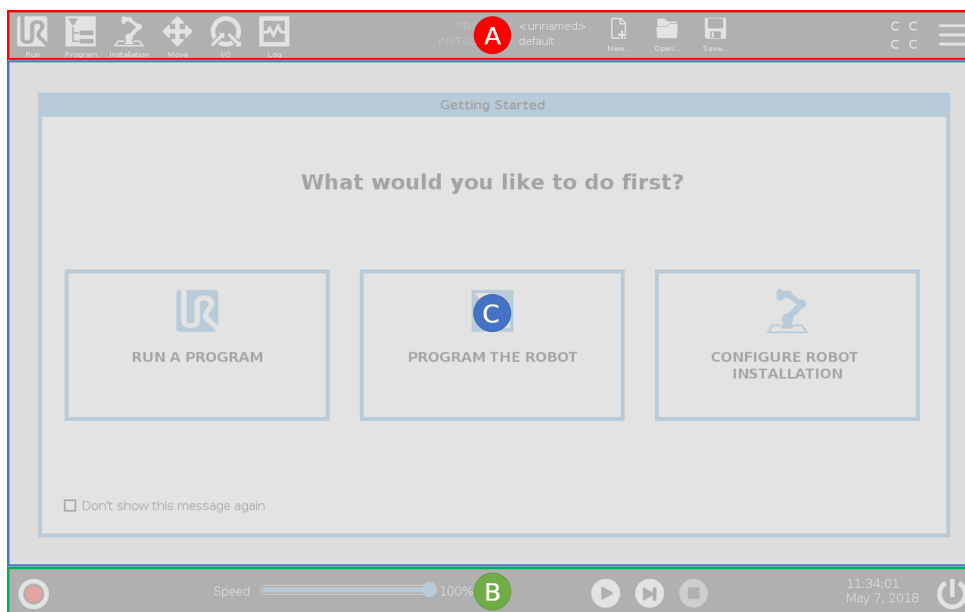 <unnamed>
default
Run
Program
Installation
Move
I/O
Log
A
New...
Open...
Save...
C C
C C
Getting Started
What would you like to do first?
C
RUN A PROGRAM
PROGRAM THE ROBOT
CONFIGURE ROBOT
INSTALLATION
Don't show this message again
Speed
100%
B
11:34:01
May 7, 2018